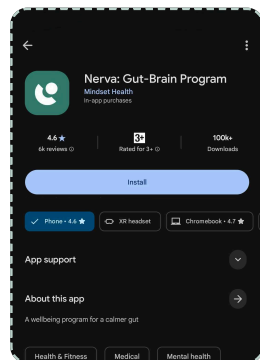 Nerva: Gut-Brain Program
Mindset Health
In-app purchases
4.6★
6k reviews
3+
Rated for 3+
100k+
Downloads
Install
Phone • 4.6 ★
XR headset
Chromebook • 4.7 ★
App support
About this app
A wellbeing program for a calmer gut
Health & Fitness
Medical
Mental health